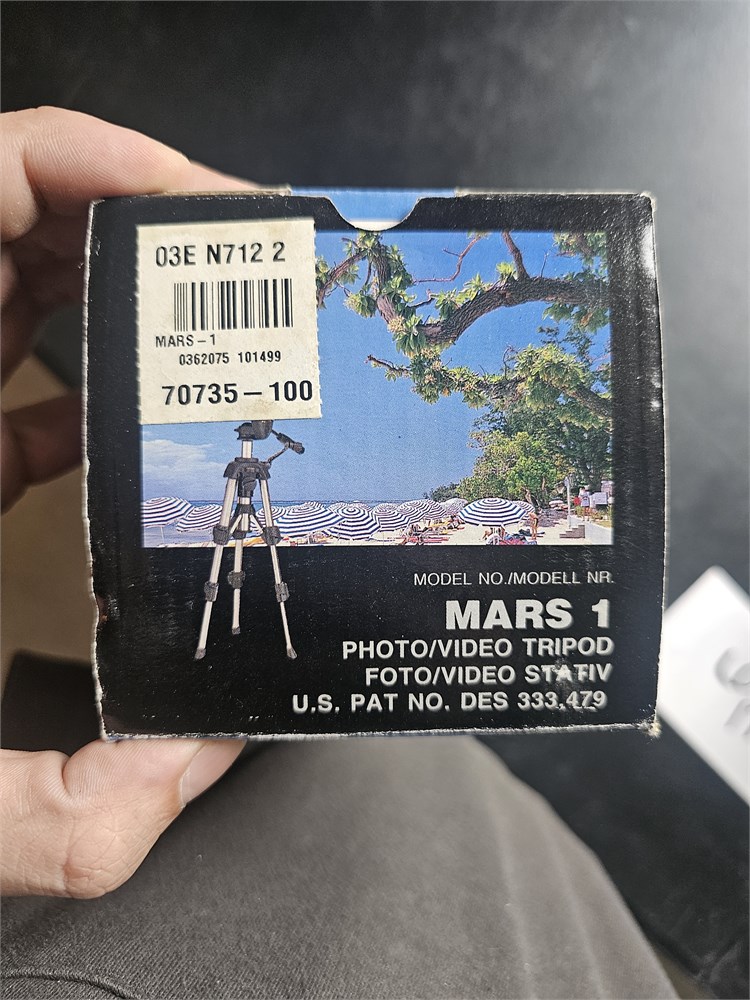 03E N712 2
MARS-1
0362075 101499
70735-100
MODEL NO./MODELL NR.
MARS 1
PHOTO/VIDEO TRIPOD
FOTO/VIDEO STATIV
U.S. PAT NO. DES 333.479